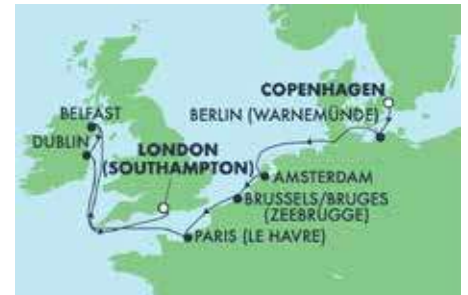 COPENHAGEN
BERLIN (WARNEMÜNDE)
BELFAST
DUBLIN
LONDON
(SOUTHAMPTON)
AMSTERDAM
BRUSSELS/BRUGES
(ZEEBRUGGE)
PARIS (LE HAVRE)